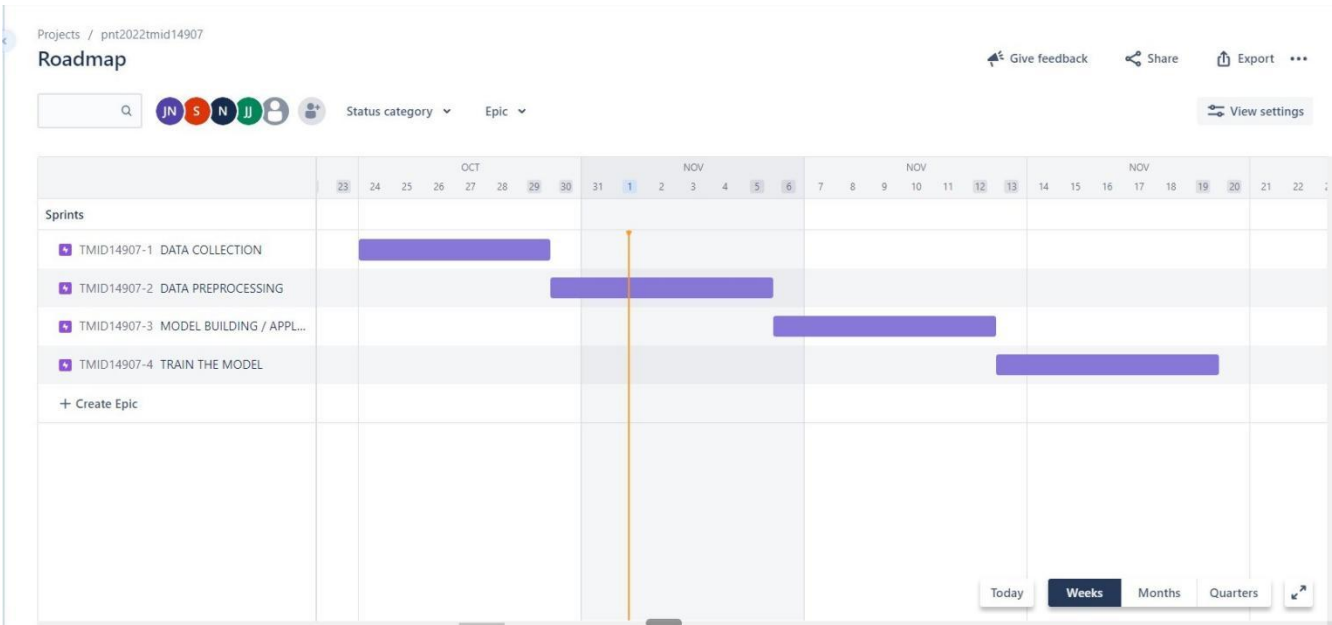 Projects / pnt2022tmid14907
Roadmap
Give feedback
Share
Export
JN S N JJ
Status category
Epic
View settings
OCT NOV NOV NOV
23 24 25 26 27 28 29 30 31 1 2 3 4 5 6 7 8 9 10 11 12 13 14 15 16 17 18 19 20 21 22
Sprints
TMID14907-1 DATA COLLECTION
TMID14907-2 DATA PREPROCESSING
TMID14907-3 MODEL BUILDING / APPL...
TMID14907-4 TRAIN THE MODEL
+ Create Epic
Today Weeks Months Quarters